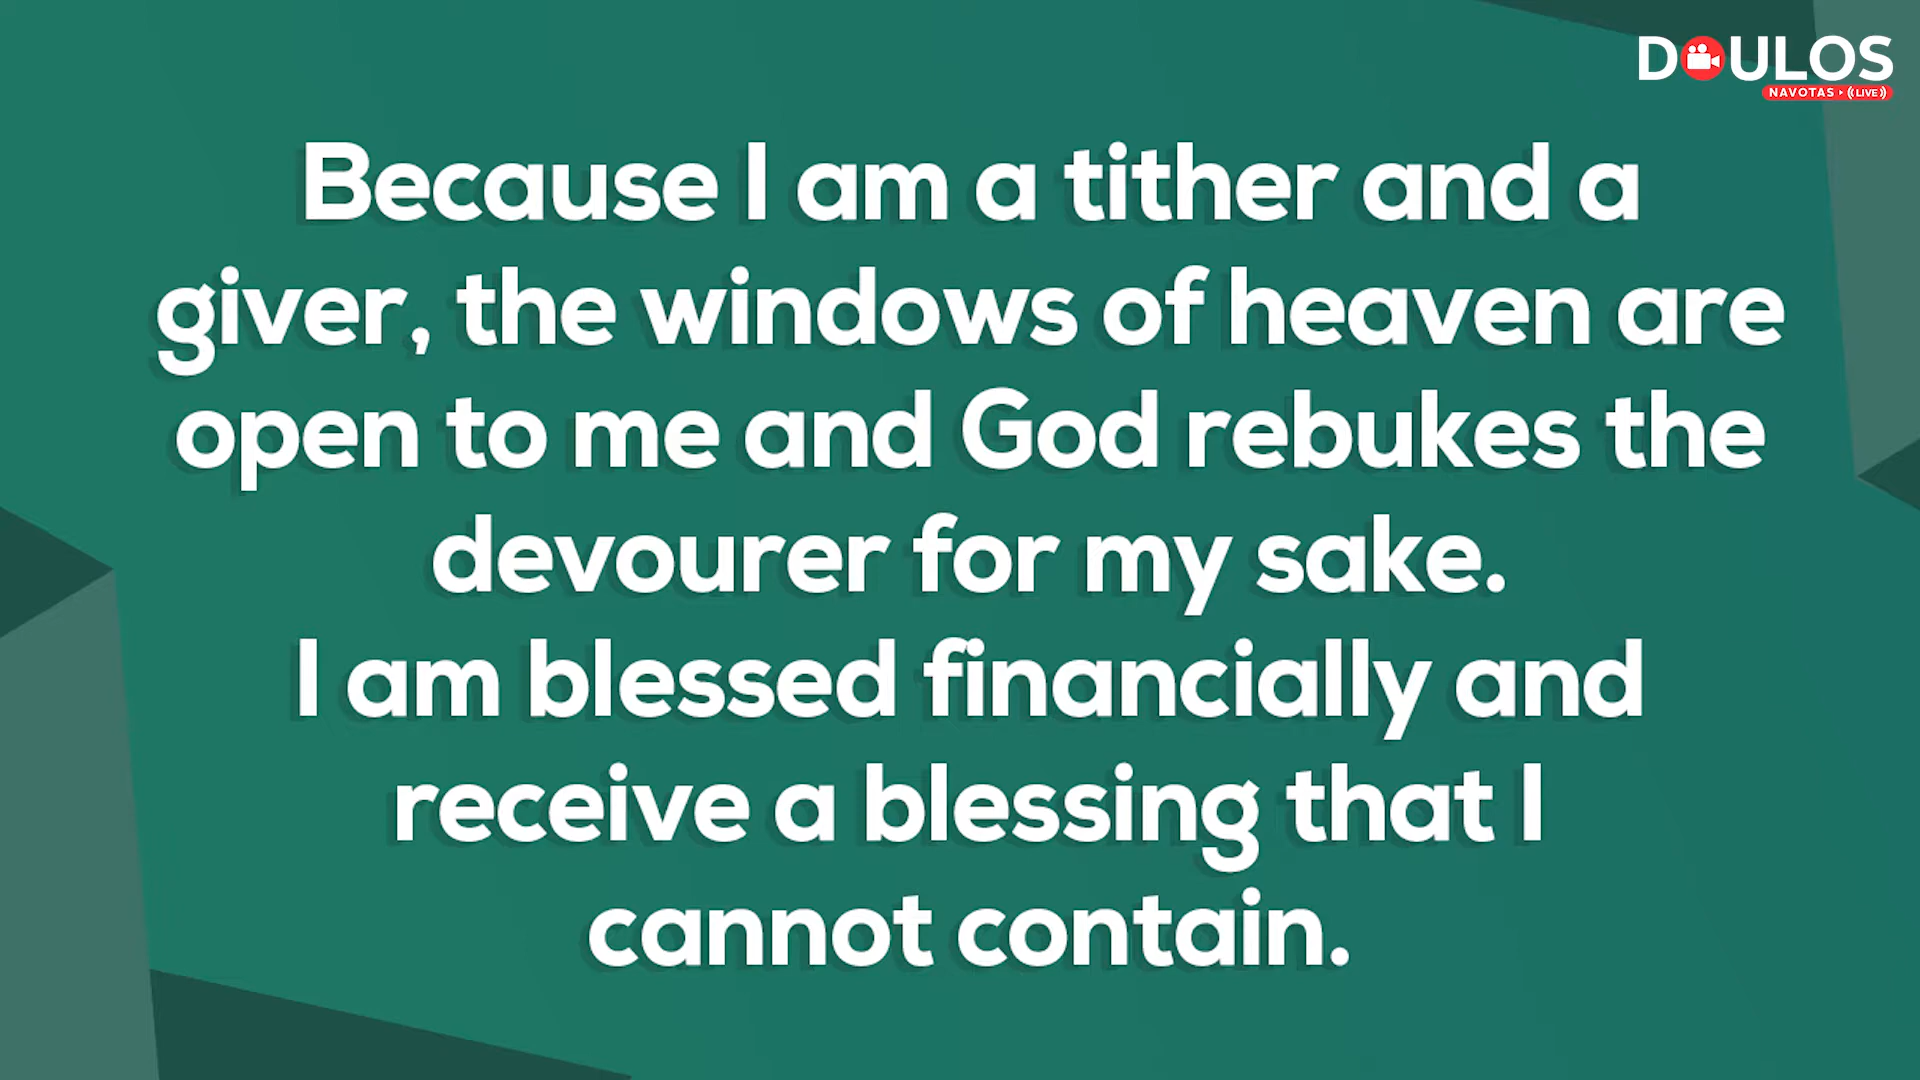 DOULOS
NAVOTAS LIVE
Because I am a tither and a
giver, the windows of heaven are
open to me and God rebukes the
devourer for my sake.
I am blessed financially and
receive a blessing that I
cannot contain.